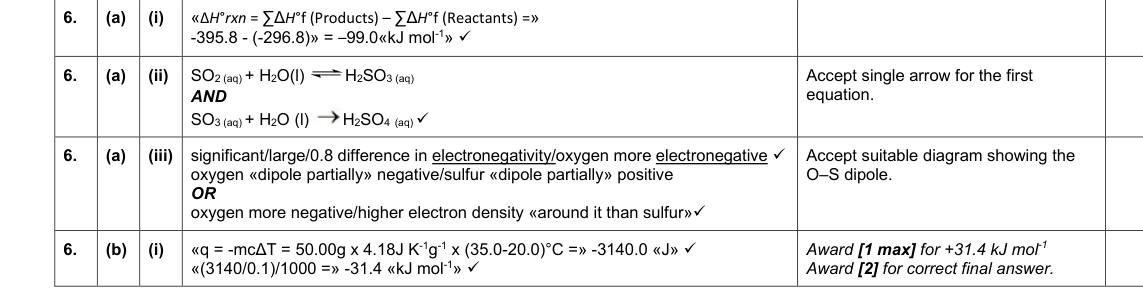 6. (a) (i) «ΔH°rxn = ∑ΔH°f (Products) – ∑ΔH°f (Reactants) =»
-395.8 - (-296.8)» = –99.0«kJ mol⁻¹» ✓
6. (a) (ii) SO₂ (aq) + H₂O(l) ⇌ H₂SO₃ (aq) Accept single arrow for the first
AND equation.
SO₃ (aq) + H₂O (l) → H₂SO₄ (aq) ✓
6. (a) (iii) significant/large/0.8 difference in electronegativity/oxygen more electronegative ✓ Accept suitable diagram showing the
oxygen «dipole partially» negative/sulfur «dipole partially» positive O–S dipole.
OR
oxygen more negative/higher electron density «around it than sulfur»✓
6. (b) (i) «q = -mcΔT = 50.00g x 4.18J K⁻¹g⁻¹ x (35.0-20.0)°C =» -3140.0 «J» ✓ Award [1 max] for +31.4 kJ mol⁻¹
«(3140/0.1)/1000 =» -31.4 «kJ mol⁻¹» ✓ Award [2] for correct final answer.